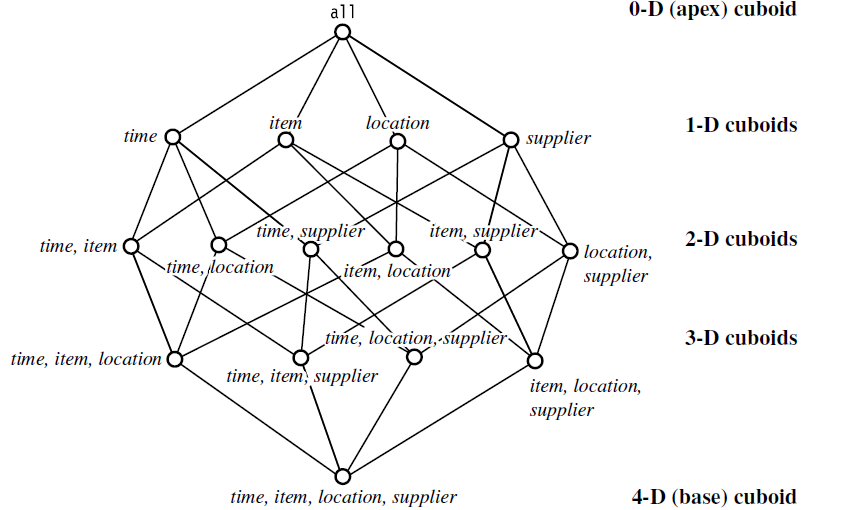 all
0-D (apex) cuboid
time
item
location
supplier
1-D cuboids
time, item
time, location
time, supplier
item, location
item, supplier
location,
supplier
2-D cuboids
time, item, location
time, item, supplier
time, location, supplier
item, location,
supplier
3-D cuboids
time, item, location, supplier
4-D (base) cuboid